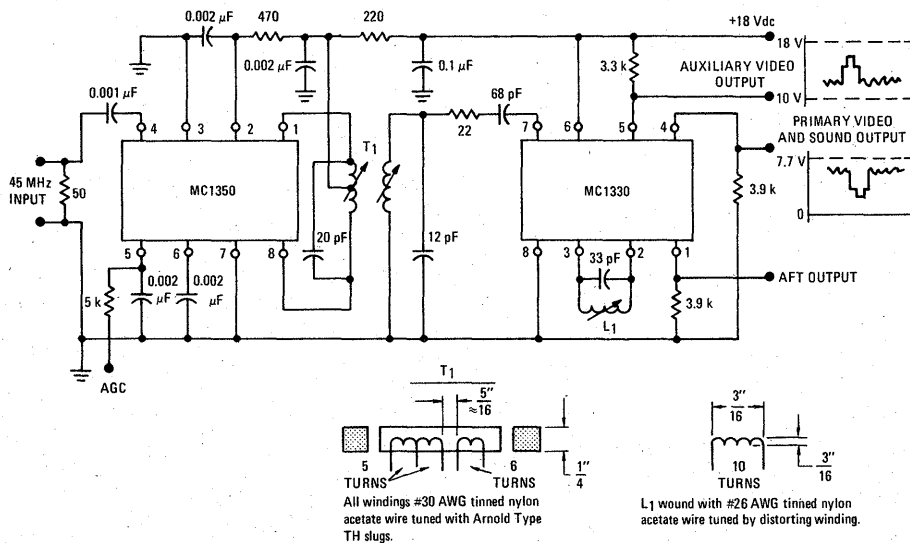 0.002 µF
470
220
+18 Vdc
18 V
0.002 µF
0.1 µF
3.3 k
AUXILIARY VIDEO
OUTPUT
10 V
0.001 µF
68 pF
22
4
3
2
1
T1
7
6
5
4
PRIMARY VIDEO
AND SOUND OUTPUT
7.7 V
0
45 MHz
INPUT
50
MC1350
20 pF
12 pF
MC1330
3.9 k
5
6
7
8
8
3
2
1
33 pF
L1
AFT OUTPUT
5 k
0.002
µF
0.002
µF
3.9 k
AGC
T1
≈ 5"/16
5
TURNS
6
TURNS
1"/4
All windings #30 AWG tinned nylon
acetate wire tuned with Arnold Type
TH slugs.
3"/16
10
TURNS
3"/16
L1 wound with #26 AWG tinned nylon
acetate wire tuned by distorting winding.